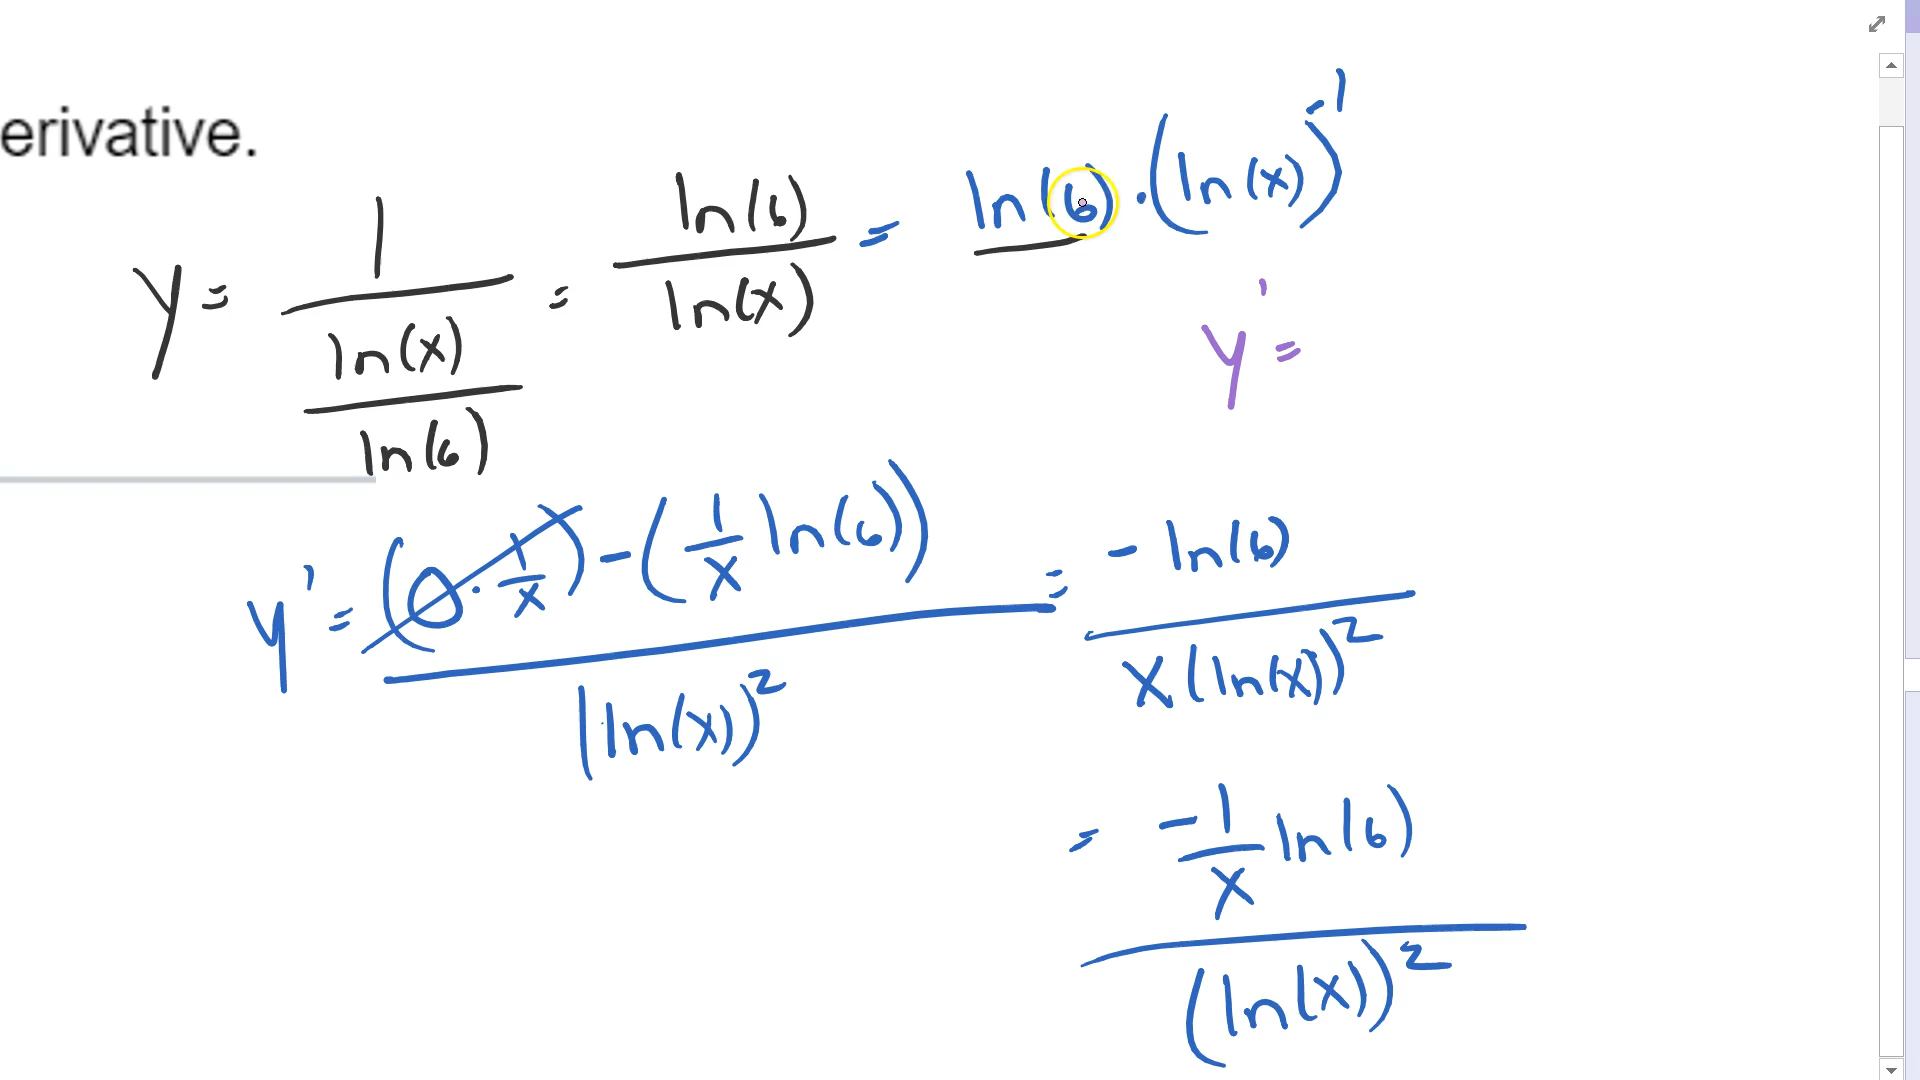 erivative.
y = 1/(ln(x)/ln(6)) = ln(6)/ln(x) = ln(6) · (ln(x))⁻¹
y' =
y' = ((0 · 1/x) - (1/x ln(6)))/(ln(x))² = -ln(6)/(x(ln(x))²)
= (-1/x ln(6))/(ln(x))²